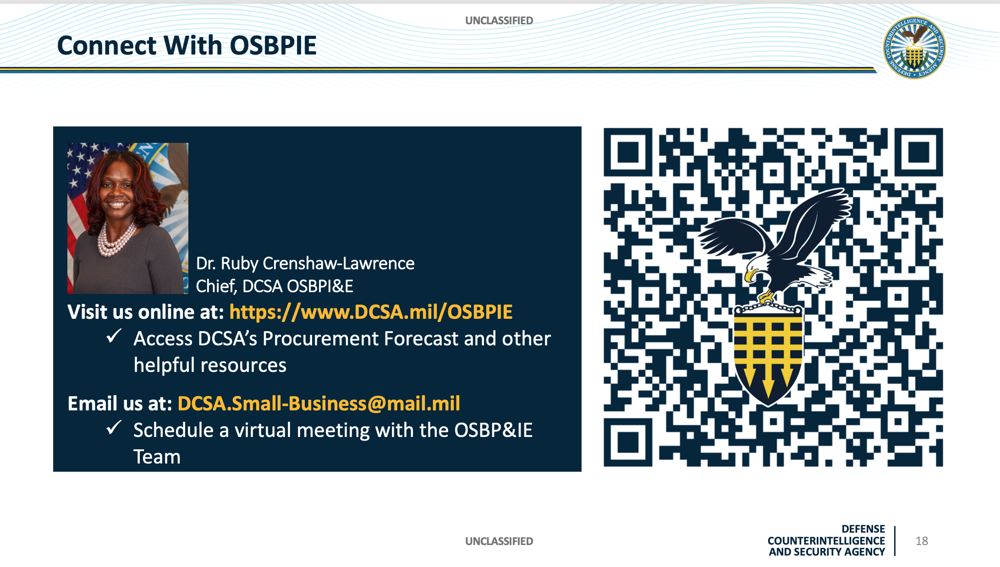 UNCLASSIFIED
Connect With OSBPIE
DEFENSE COUNTERINTELLIGENCE AND SECURITY AGENCY
Dr. Ruby Crenshaw-Lawrence
Chief, DCSA OSBPI&E
Visit us online at: https://www.DCSA.mil/OSBPIE
✓ Access DCSA’s Procurement Forecast and other
helpful resources
Email us at: DCSA.Small-Business@mail.mil
✓ Schedule a virtual meeting with the OSBP&IE
Team
UNCLASSIFIED
DEFENSE
COUNTERINTELLIGENCE
AND SECURITY AGENCY
18